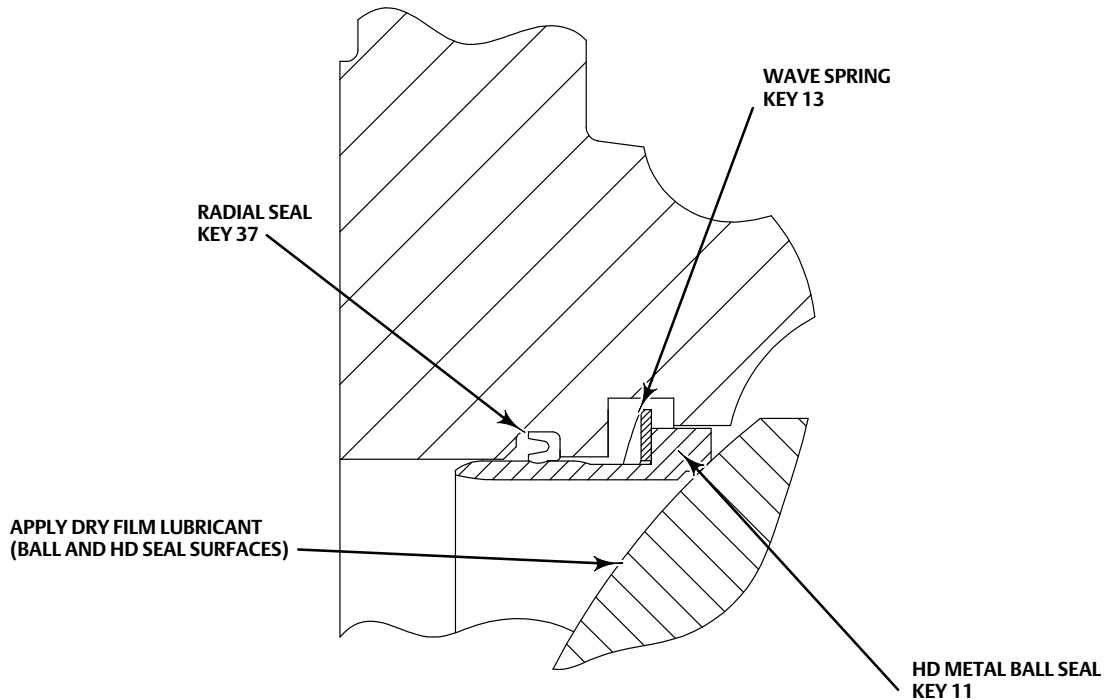 WAVE SPRING
KEY 13
RADIAL SEAL
KEY 37
APPLY DRY FILM LUBRICANT
(BALL AND HD SEAL SURFACES)
HD METAL BALL SEAL
KEY 11